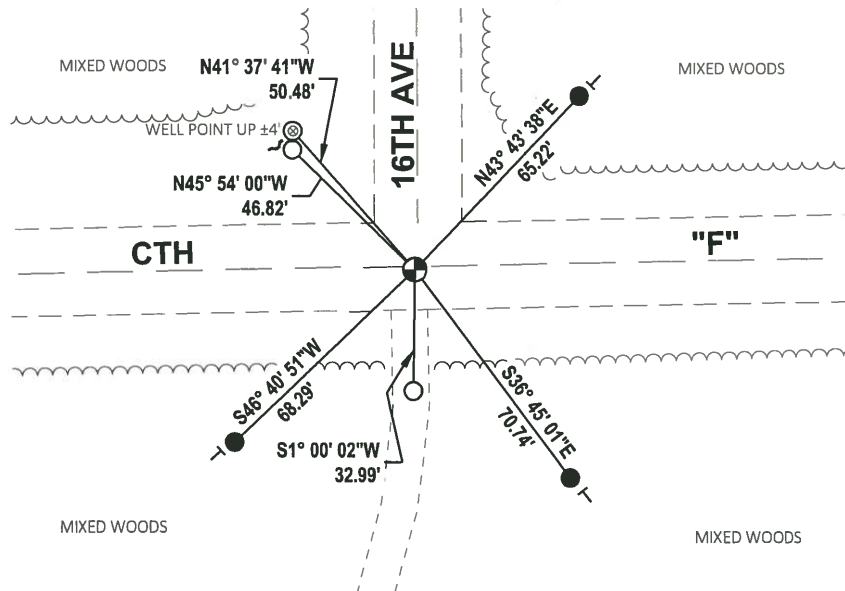 MIXED WOODS
N41° 37' 41"W
50.48'
16TH AVE
MIXED WOODS
WELL POINT UP ±4'
N43° 43' 38"E
65.22'
N45° 54' 00"W
46.82'
CTH
"F"
S46° 40' 51"W
68.29'
S36° 45' 01"E
70.74'
S1° 00' 02"W
32.99'
MIXED WOODS
MIXED WOODS